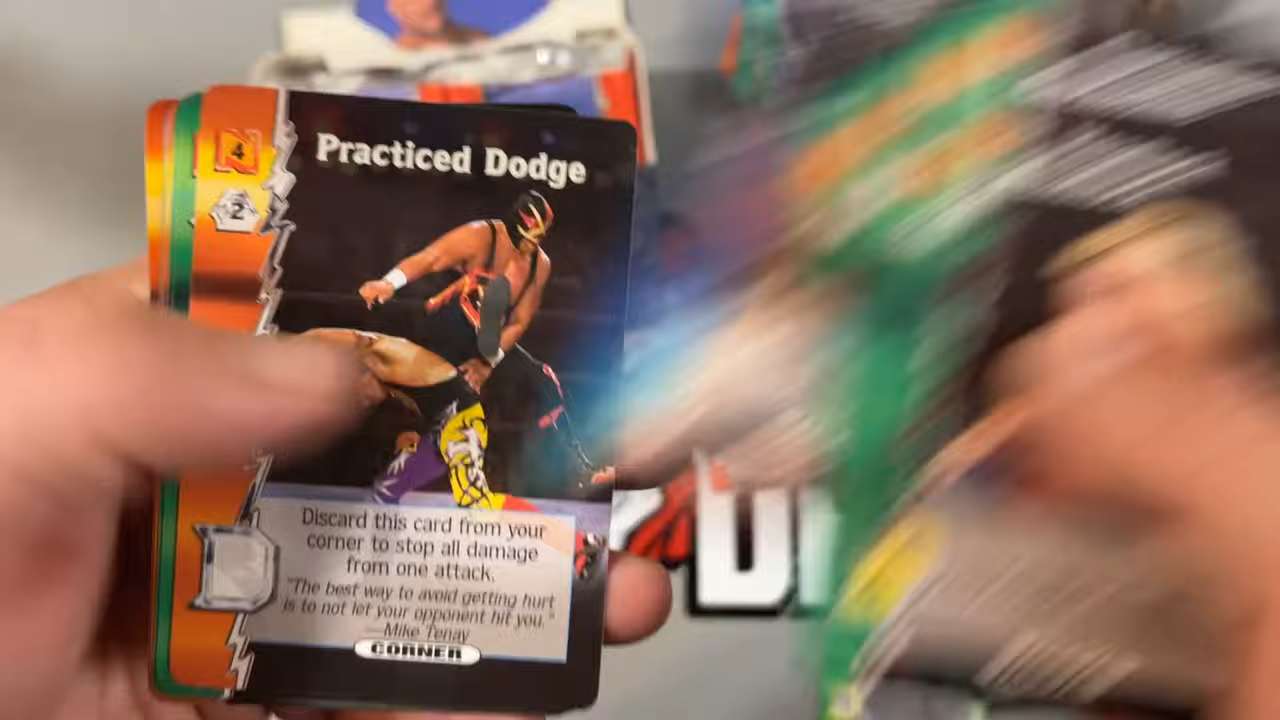 4
Practiced Dodge
2
Discard this card from your
corner to stop all damage
from one attack.
"The best way to avoid getting hurt
is to not let your opponent hit you."
—Mike Tenay
CORNER